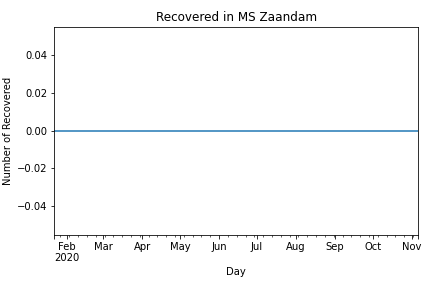 Recovered in MS Zaandam
Number of Recovered
0.04
0.02
0.00
−0.02
−0.04
Feb Mar Apr May Jun Jul Aug Sep Oct Nov
2020
Day